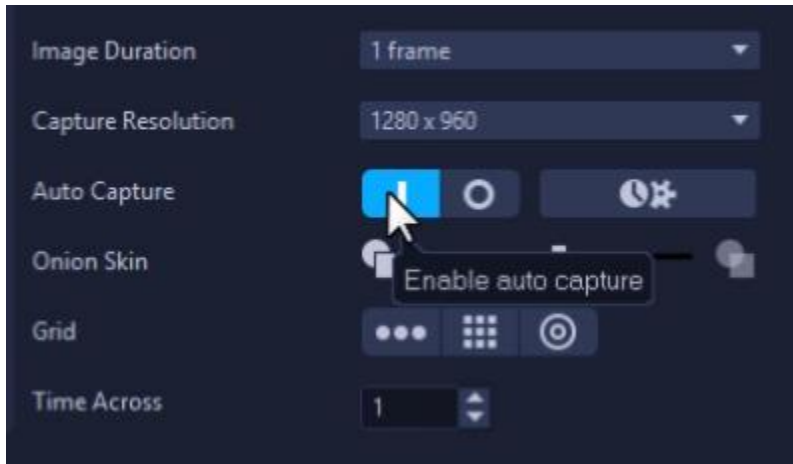 Image Duration 1 frame
Capture Resolution 1280 x 960
Auto Capture
Onion Skin
Enable auto capture
Grid
Time Across 1